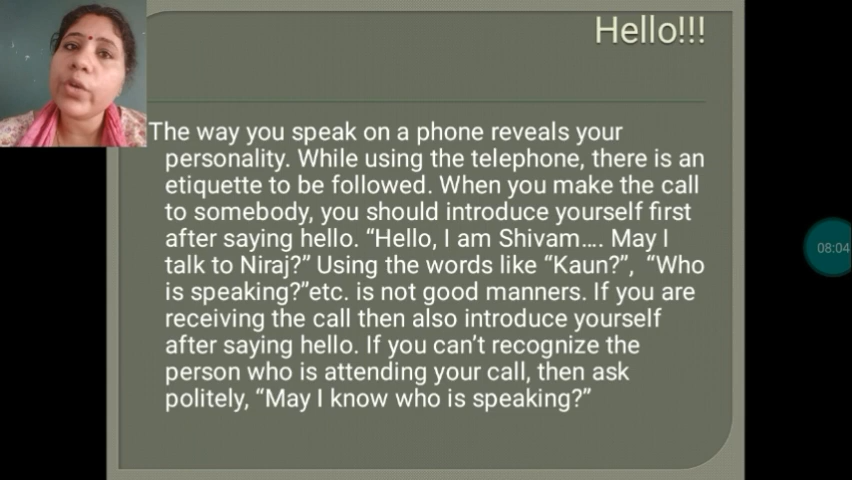 Hello!!!
The way you speak on a phone reveals your
personality. While using the telephone, there is an
etiquette to be followed. When you make the call
to somebody, you should introduce yourself first
after saying hello. “Hello, I am Shivam.... May I
talk to Niraj?” Using the words like “Kaun?”, “Who
is speaking?”etc. is not good manners. If you are
receiving the call then also introduce yourself
after saying hello. If you can’t recognize the
person who is attending your call, then ask
politely, “May I know who is speaking?”
08:04